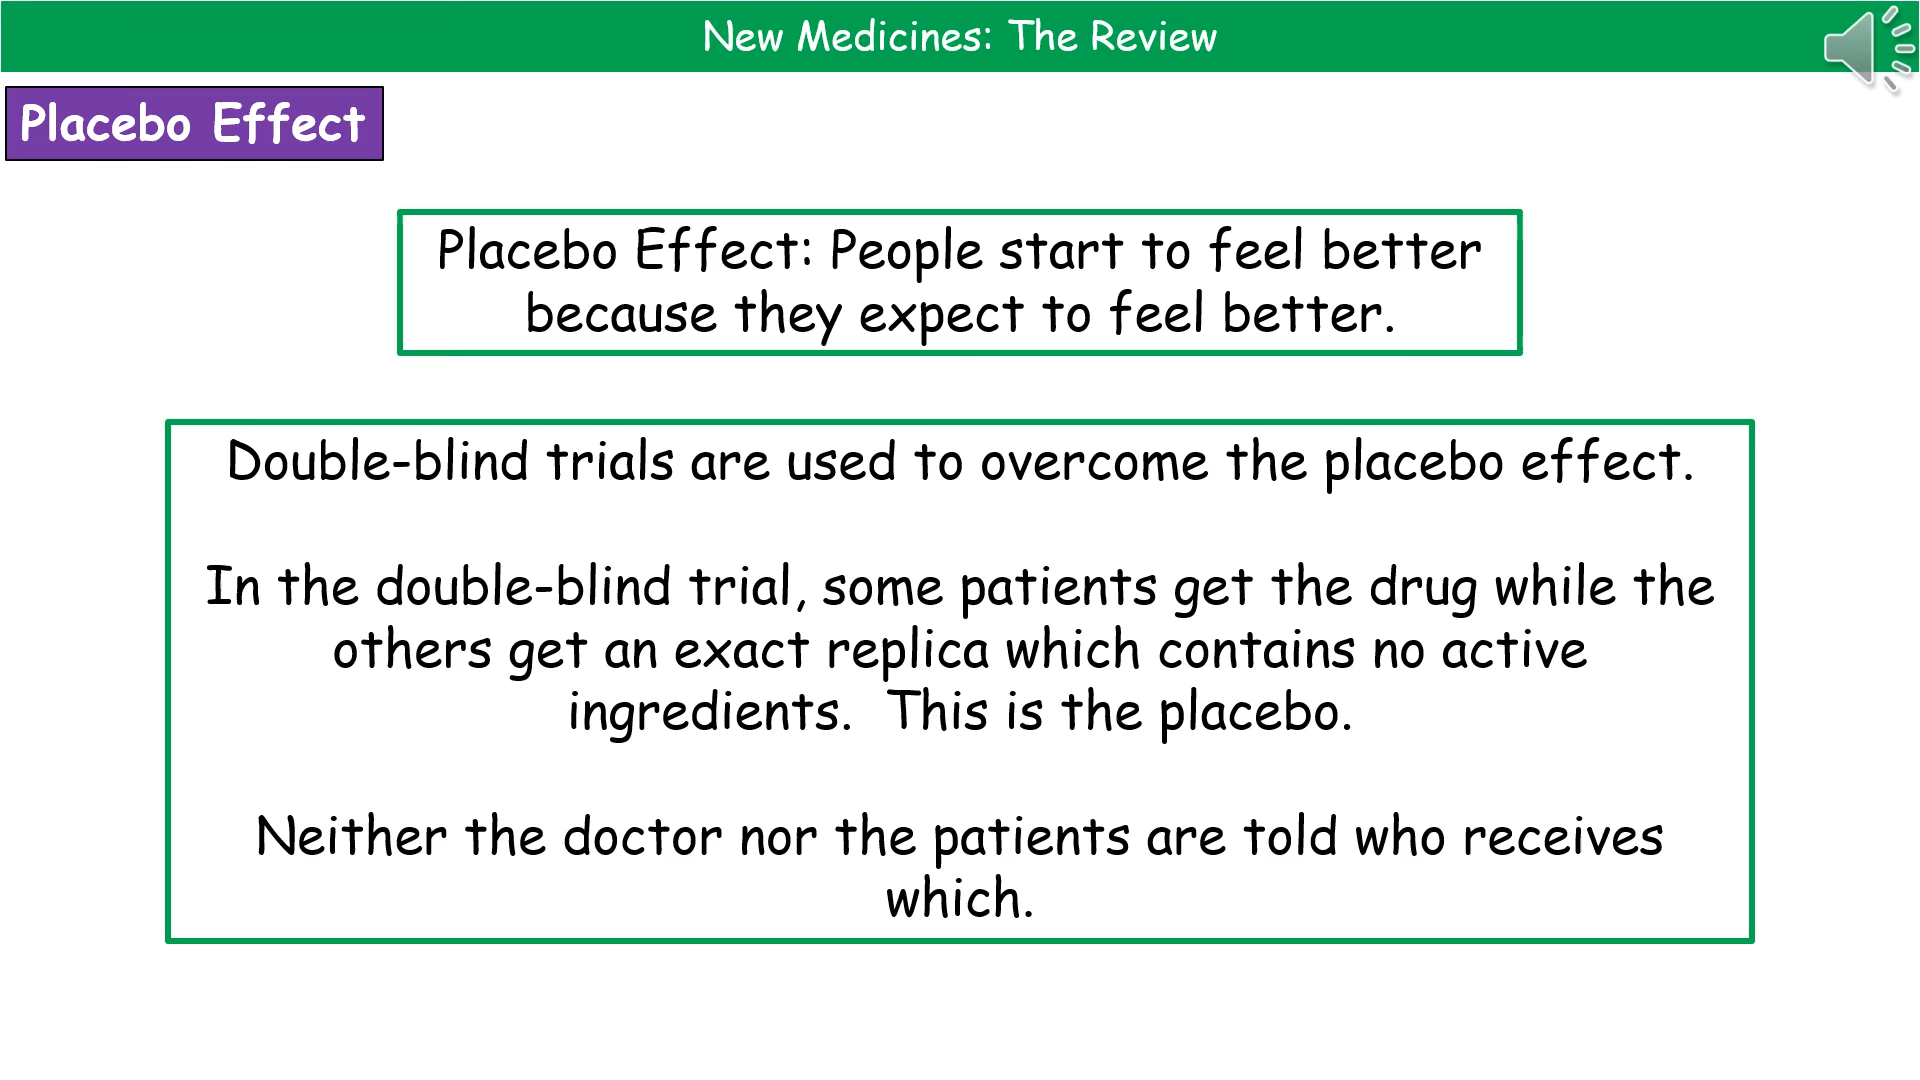 New Medicines: The Review
Placebo Effect
Placebo Effect: People start to feel better
because they expect to feel better.
Double-blind trials are used to overcome the placebo effect.
In the double-blind trial, some patients get the drug while the
others get an exact replica which contains no active
ingredients.  This is the placebo.
Neither the doctor nor the patients are told who receives
which.